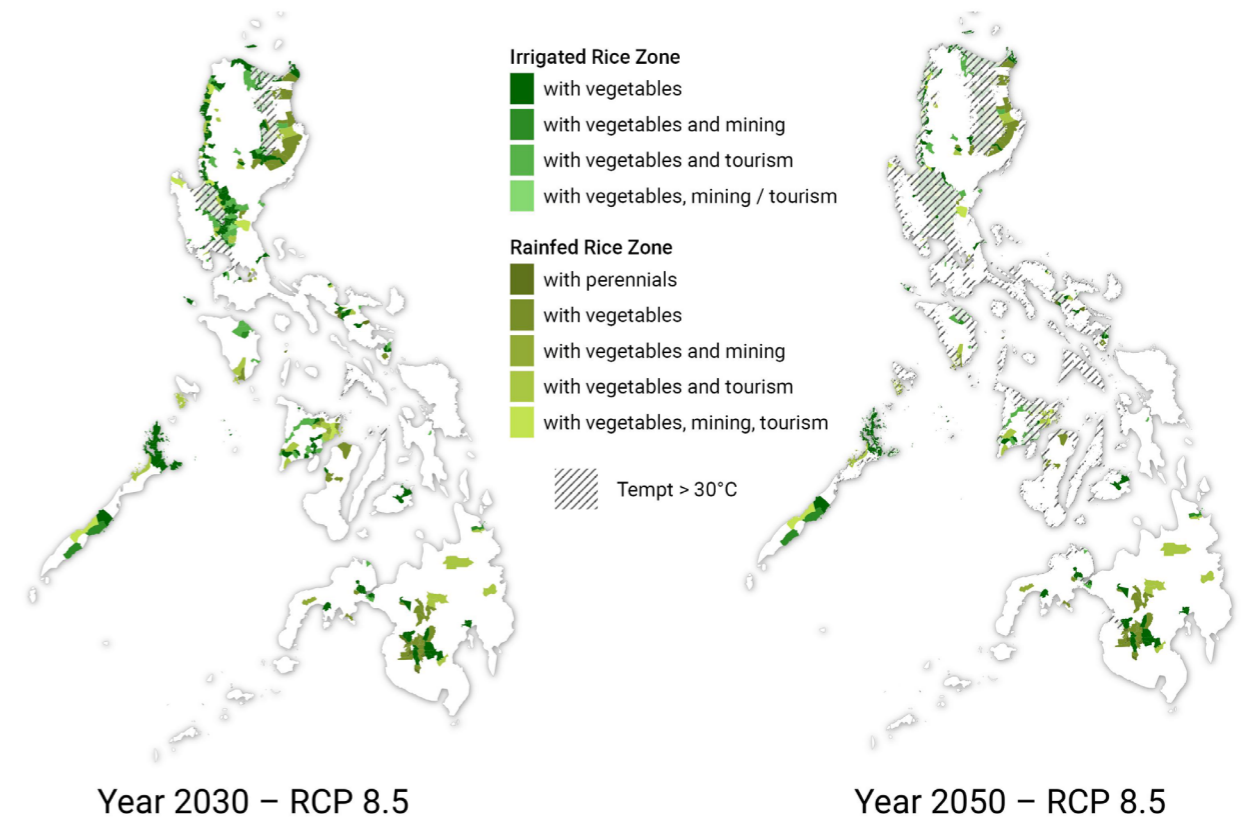 Irrigated Rice Zone
with vegetables
with vegetables and mining
with vegetables and tourism
with vegetables, mining / tourism
Rainfed Rice Zone
with perennials
with vegetables
with vegetables and mining
with vegetables and tourism
with vegetables, mining, tourism
Tempt > 30°C
Year 2030 – RCP 8.5
Year 2050 – RCP 8.5